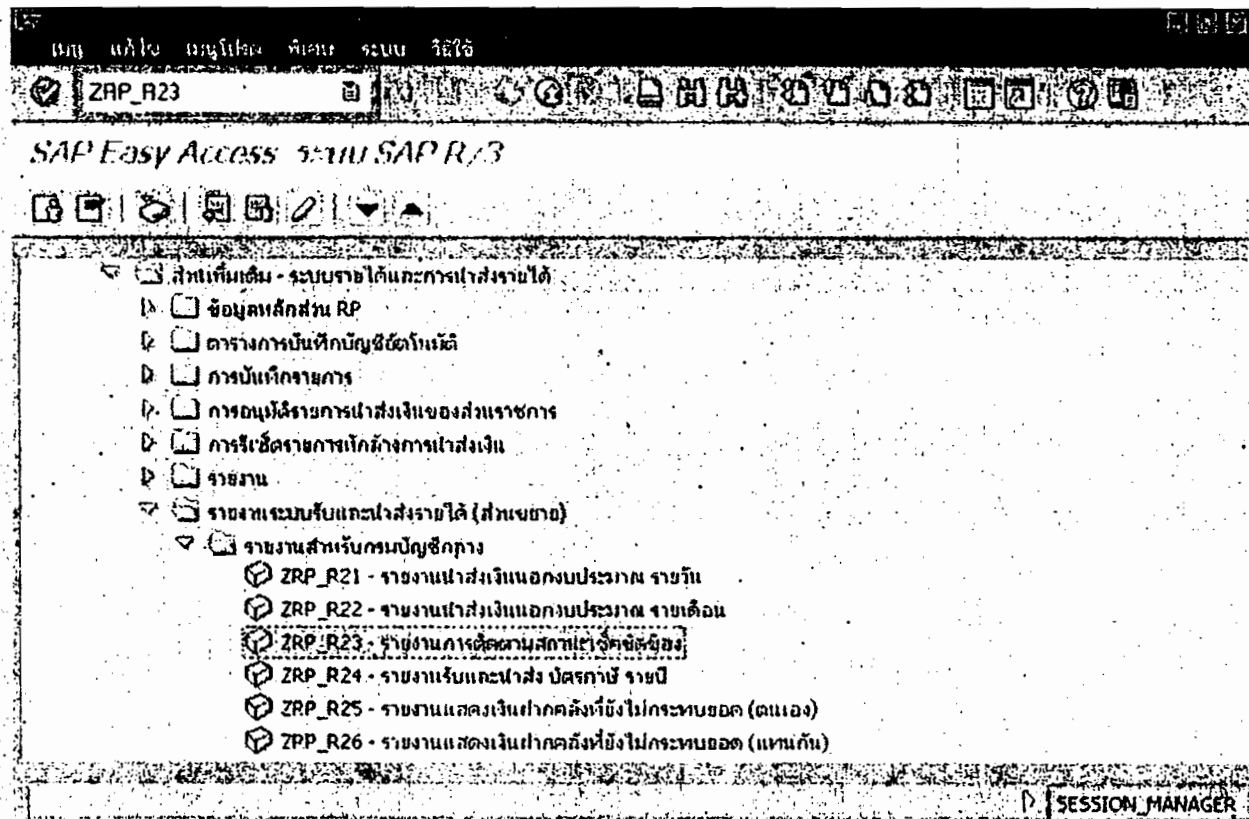 เมนู แก้ไข เมนูโปรด พิเศษ ระบบ วิธีใช้
ZRP_R23
SAP Easy Access ระบบ SAP R/3
ส่วนเพิ่มเติม - ระบบรายได้และการนำส่งรายได้
ข้อมูลหลักส่วน RP
ตารางการบันทึกบัญชีอัตโนมัติ
การบันทึกรายการ
การอนุมัติรายการนำส่งเงินของส่วนราชการ
การรีเซ็ตรายการหักล้างการนำส่งเงิน
รายงาน
รายงานระบบรับและนำส่งรายได้ (ส่วนขยาย)
รายงานสำหรับกรมบัญชีกลาง
ZRP_R21 - รายงานนำส่งเงินนอกงบประมาณ รายวัน
ZRP_R22 - รายงานนำส่งเงินนอกงบประมาณ รายเดือน
ZRP_R23 - รายงานการติดตามสถานะเช็คขัดข้อง
ZRP_R24 - รายงานรับและนำส่ง บัตรภาษี รายปี
ZRP_R25 - รายงานแสดงเงินฝากคลังที่ยังไม่กระทบยอด (ตนเอง)
ZRP_R26 - รายงานแสดงเงินฝากคลังที่ยังไม่กระทบยอด (แทนกัน)
SESSION_MANAGER